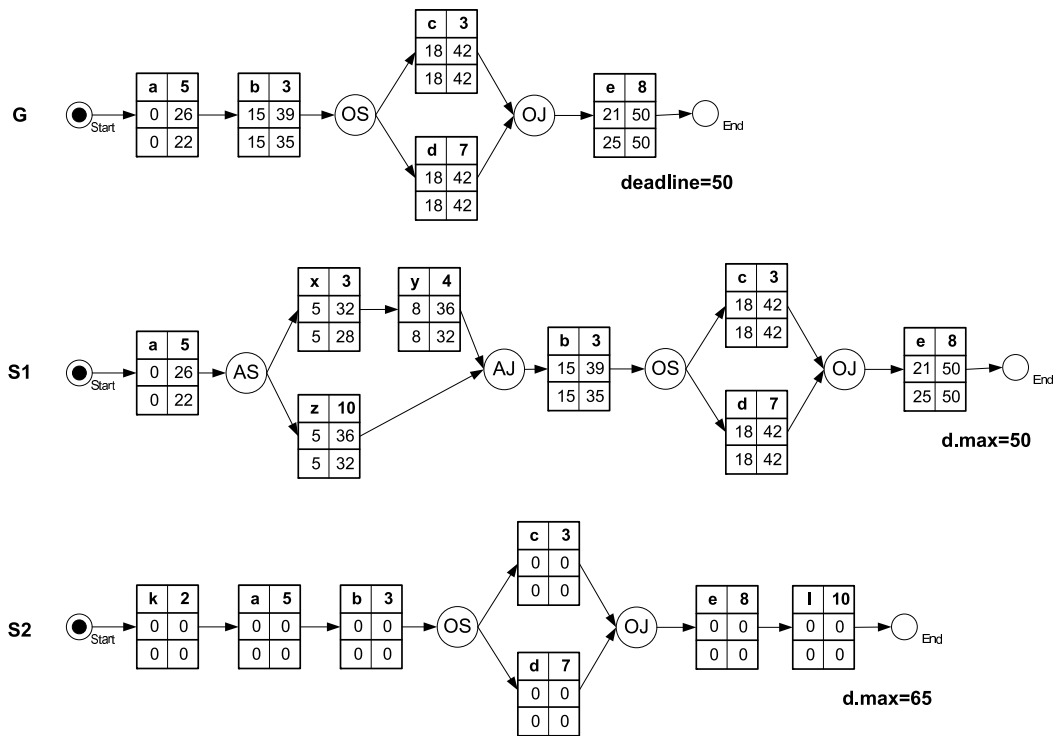 G
Start
a 5
0 26
0 22
b 3
15 39
15 35
OS
c 3
18 42
18 42
d 7
18 42
18 42
OJ
e 8
21 50
25 50
End
deadline=50
S1
Start
a 5
0 26
0 22
AS
x 3
5 32
5 28
y 4
8 36
8 32
z 10
5 36
5 32
AJ
b 3
15 39
15 35
OS
c 3
18 42
18 42
d 7
18 42
18 42
OJ
e 8
21 50
25 50
End
d.max=50
S2
Start
k 2
0 0
0 0
a 5
0 0
0 0
b 3
0 0
0 0
OS
c 3
0 0
0 0
d 7
0 0
0 0
OJ
e 8
0 0
0 0
l 10
0 0
0 0
End
d.max=65